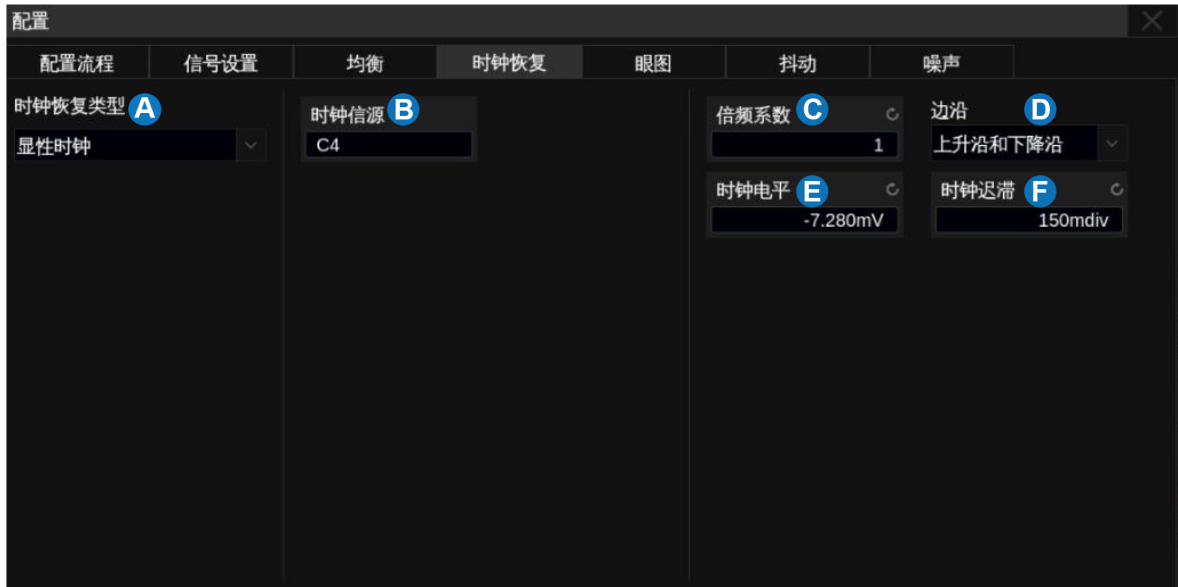 配置
配置流程 信号设置 均衡 时钟恢复 眼图 抖动 噪声
时钟恢复类型 A
显性时钟
时钟信源 B
C4
倍频系数 C
1
边沿 D
上升沿和下降沿
时钟电平 E
-7.280mV
时钟迟滞 F
150mdiv